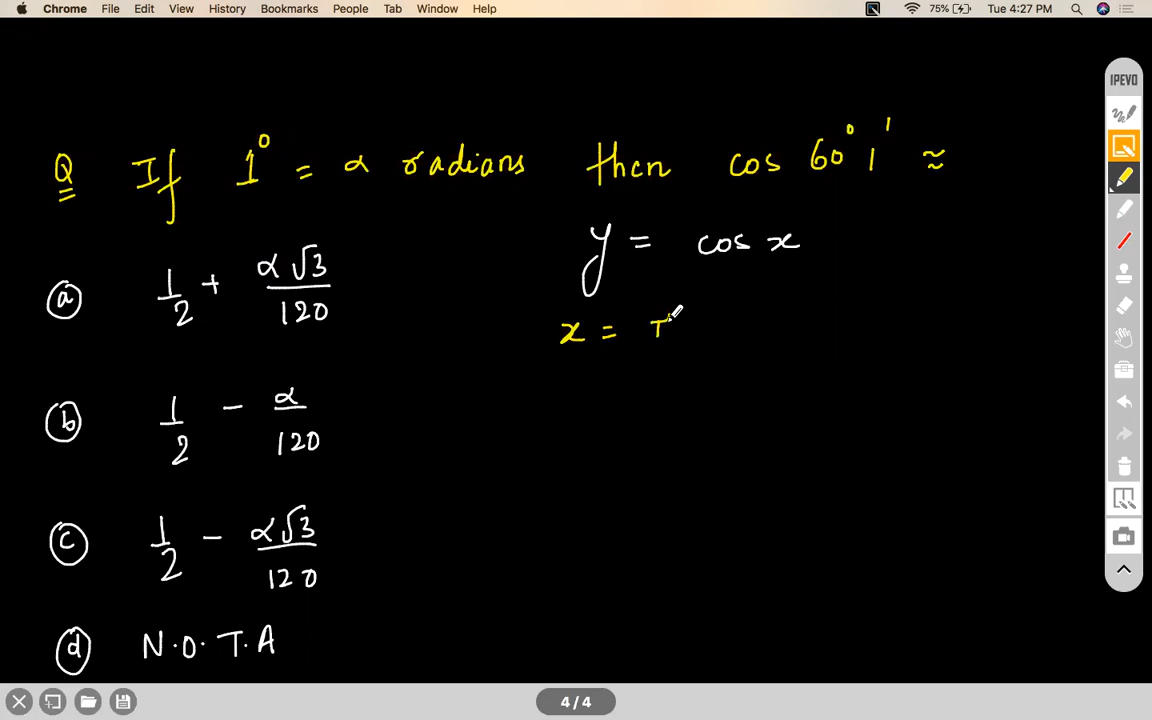 Chrome File Edit View History Bookmarks People Tab Window Help 75% Tue 4:27 PM
IPEVO
Q If 1° = α radians then cos 60° 1' ≈
y = cos x
(a) 1/2 + α√3/120
x = π
(b) 1/2 - α/120
(c) 1/2 - α√3/120
(d) N.O.T.A
4/4